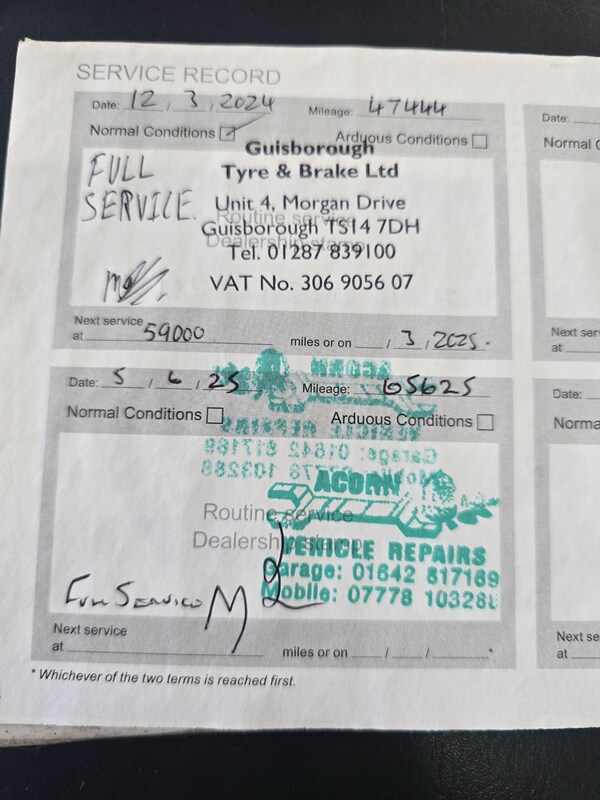 SERVICE RECORD
Date: 12 / 3 / 2024 Mileage: 47444
Normal Conditions Arduous Conditions
FULL
SERVICE.
Guisborough
Tyre & Brake Ltd
Unit 4, Morgan Drive
Routine service
Guisborough TS14 7DH
Dealership stamp
Tel. 01287 839100
VAT No. 306 9056 07
Next service
at 59000 miles or on / 3 / 2025.
Date: 5 / 6 / 25 Mileage: 65625
Normal Conditions Arduous Conditions
ACORN
Routine service
Dealership
VEHICLE REPAIRS
Garage: 01642 817169
Mobile: 07778 103288
Full Service
Next service
at miles or on / / *
* Whichever of the two terms is reached first.
Date:
Normal C
Next serv
at
Date:
Norma
Next se
at